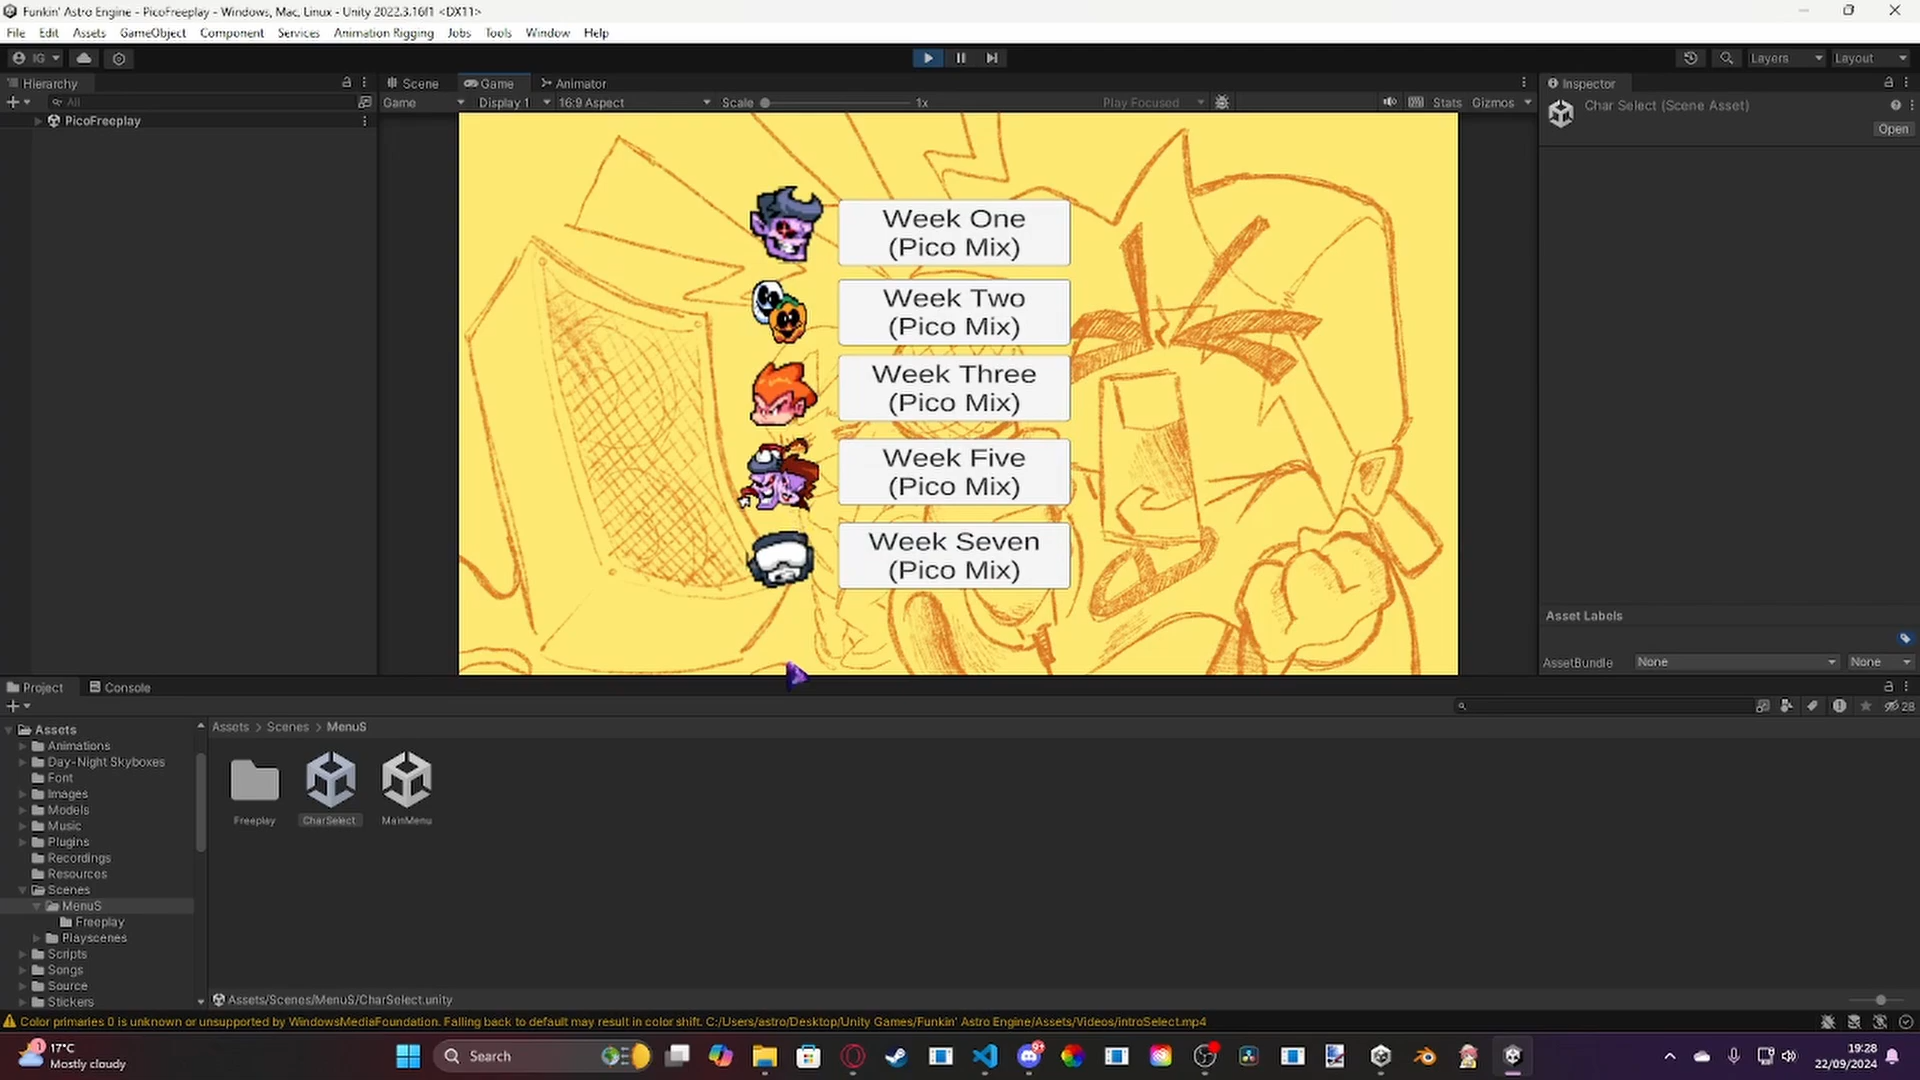 Funkin' Astro Engine - PicoFreeplay - Windows, Mac, Linux - Unity 2022.3.16f1 <DX11>
File Edit Assets GameObject Component Services Animation Rigging Jobs Tools Window Help
IG Layers Layout
Hierarchy
All
PicoFreeplay
Scene Game Animator
Game Display 1 16:9 Aspect Scale 1x Play Focused Stats Gizmos
Week One
(Pico Mix)
Week Two
(Pico Mix)
Week Three
(Pico Mix)
Week Five
(Pico Mix)
Week Seven
(Pico Mix)
Inspector
Char Select (Scene Asset)
Open
Asset Labels
AssetBundle None None
Project Console
28
Assets
Animations
Day-Night Skyboxes
Font
Images
Models
Music
Plugins
Recordings
Resources
Scenes
MenuS
Freeplay
Playscenes
Scripts
Songs
Source
Stickers
Assets > Scenes > MenuS
Freeplay CharSelect MainMenu
Assets/Scenes/MenuS/CharSelect.unity
Color primaries 0 is unknown or unsupported by WindowsMediaFoundation. Falling back to default may result in color shift. C:/Users/astro/Desktop/Unity Games/Funkin' Astro Engine/Assets/Videos/introSelect.mp4
1
17°C
Mostly cloudy
Search
9+
19:28
22/09/2024